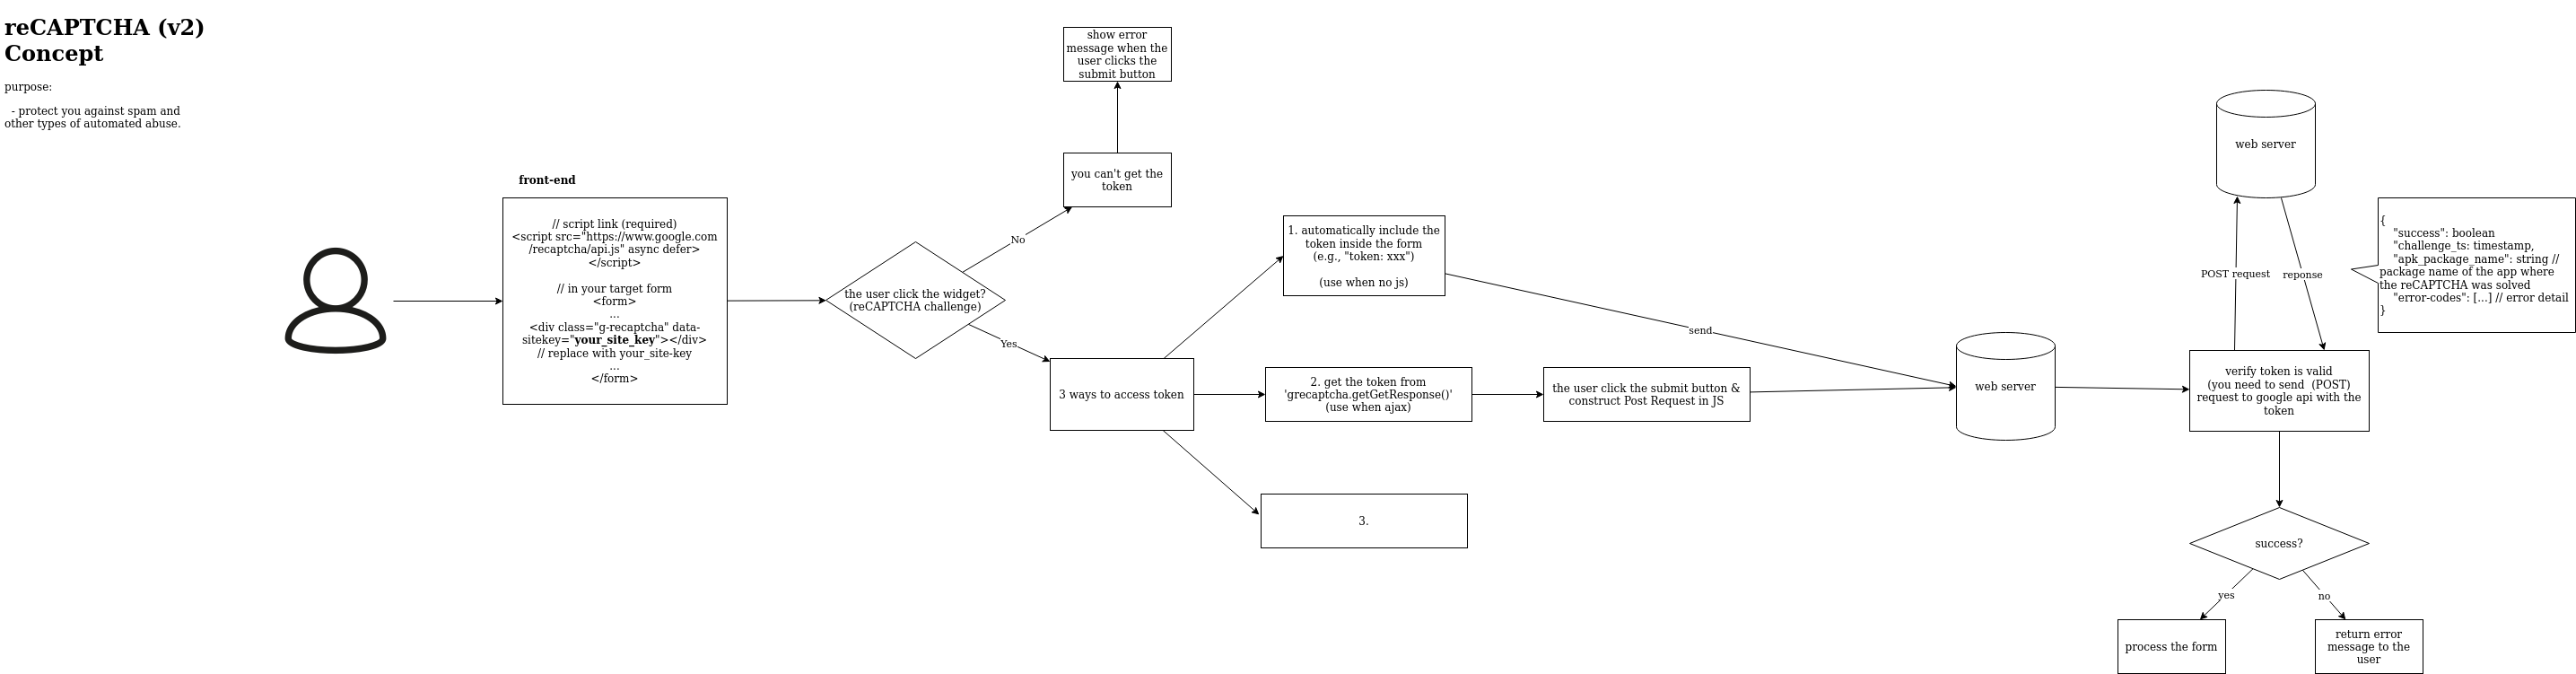 reCAPTCHA (v2)
Concept
purpose:
- protect you against spam and
other types of automated abuse.
front-end
// script link (required)
<script src="https://www.google.com
/recaptcha/api.js" async defer>
</script>
// in your target form
<form>
...
<div class="g-recaptcha" data-
sitekey="your_site_key"></div>
// replace with your_site-key
...
</form>
the user click the widget?
(reCAPTCHA challenge)
No
you can't get the
token
show error
message when the
user clicks the
submit button
Yes
3 ways to access token
1. automatically include the
token inside the form
(e.g., "token: xxx")
(use when no js)
send
2. get the token from
'grecaptcha.getGetResponse()'
(use when ajax)
the user click the submit button &
construct Post Request in JS
3.
web server
verify token is valid
(you need to send (POST)
request to google api with the
token
POST request
reponse
web server
{
"success": boolean
"challenge_ts: timestamp,
"apk_package_name": string //
package name of the app where
the reCAPTCHA was solved
"error-codes": [...] // error detail
}
success?
yes
no
process the form
return error
message to the
user